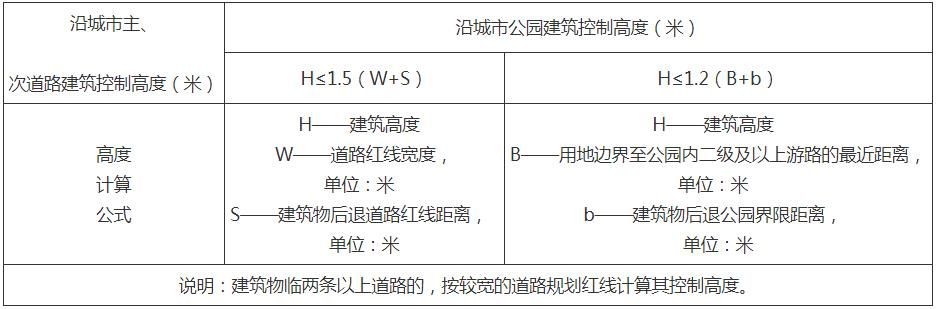 沿城市主、
次道路建筑控制高度（米）
沿城市公园建筑控制高度（米）
H≤1.5（W+S）
H≤1.2（B+b）
高度
计算
公式
H——建筑高度
W——道路红线宽度，
单位：米
S——建筑物后退道路红线距离，
单位：米
H——建筑高度
B——用地边界至公园内二级及以上游路的最近距离，
单位：米
b——建筑物后退公园界限距离，
单位：米
说明：建筑物临两条以上道路的，按较宽的道路规划红线计算其控制高度。